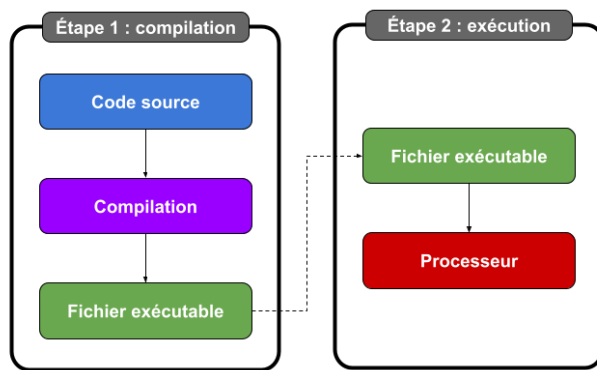 Étape 1 : compilation
Code source
Compilation
Fichier exécutable
Étape 2 : exécution
Fichier exécutable
Processeur